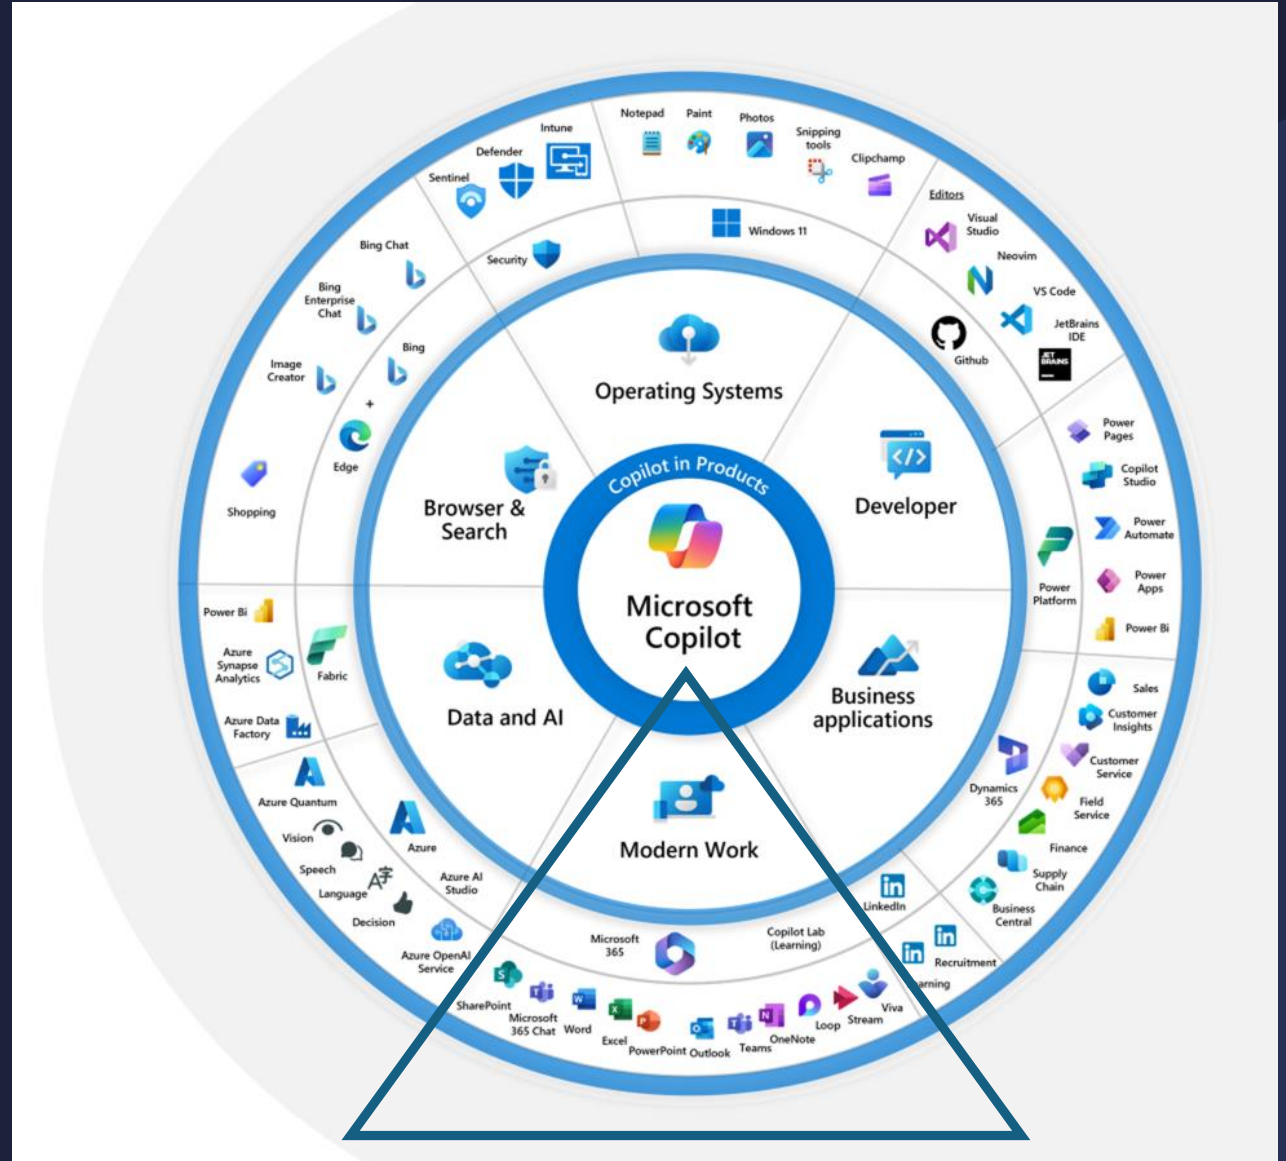 Notepad
Paint
Photos
Snipping
tools
Clipchamp
Intune
Defender
Sentinel
Security
Windows 11
Editors
Visual
Studio
Neovim
VS Code
JetBrains
IDE
JET
BRAINS
Github
Bing Chat
Bing
Enterprise
Chat
Image
Creator
Bing
+
Edge
Shopping
Operating Systems
Browser &
Search
Developer
Copilot in Products
Microsoft
Copilot
Data and AI
Business
applications
Modern Work
Power
Pages
Copilot
Studio
Power
Automate
Power
Apps
Power Bi
Power
Platform
Power Bi
Azure
Synapse
Analytics
Azure Data
Factory
Fabric
Sales
Customer
Insights
Customer
Service
Field
Service
Finance
Supply
Chain
Business
Central
Dynamics
365
Azure Quantum
Vision
Speech
Language
Decision
Azure OpenAI
Service
Azure
Azure AI
Studio
Microsoft
365
Copilot Lab
(Learning)
in
LinkedIn
in
Recruitment
in
arning
S
SharePoint
Microsoft
365 Chat
W
Word
X
Excel
P
PowerPoint
O
Outlook
T
Teams
N
OneNote
Loop
Stream
Viva